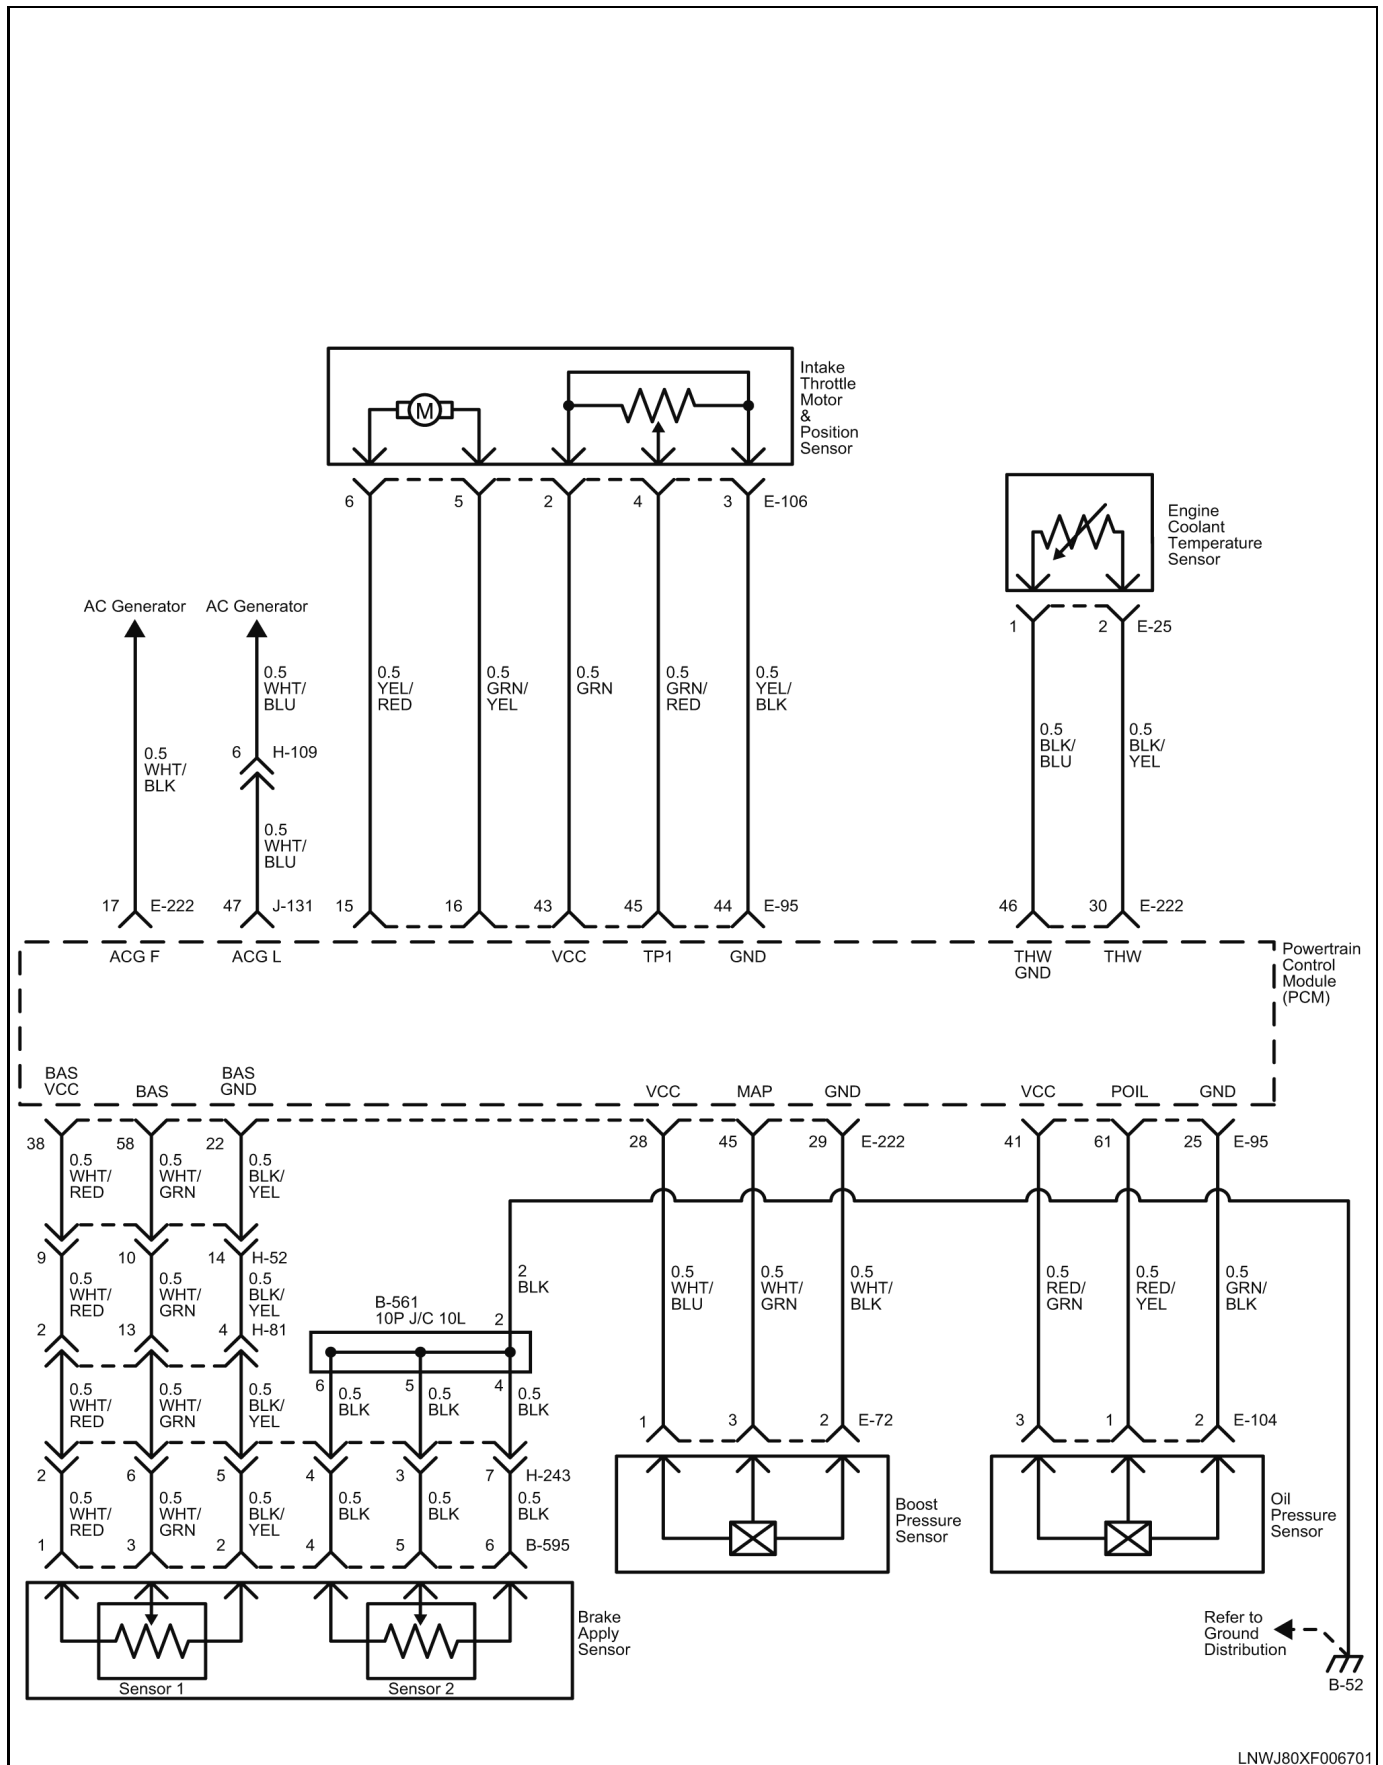 Intake
Throttle
Motor
&
Position
Sensor
M
6 5 2 4 3 E-106
Engine
Coolant
Temperature
Sensor
1 2 E-25
AC Generator AC Generator
0.5
WHT/
BLU
0.5
YEL/
RED
0.5
GRN/
YEL
0.5
GRN
0.5
GRN/
RED
0.5
YEL/
BLK
0.5
BLK/
BLU
0.5
BLK/
YEL
6 H-109
0.5
WHT/
BLK
0.5
WHT/
BLU
17 E-222 47 J-131 15 16 43 45 44 E-95 46 30 E-222
ACG F ACG L VCC TP1 GND THW
GND
THW
Powertrain
Control
Module
(PCM)
BAS
VCC
BAS
BAS
GND
VCC MAP GND VCC POIL GND
38 58 22 28 45 29 E-222 41 61 25 E-95
0.5
WHT/
RED
0.5
WHT/
GRN
0.5
BLK/
YEL
9 10 14 H-52
0.5
WHT/
RED
0.5
WHT/
GRN
0.5
BLK/
YEL
2
BLK
0.5
WHT/
BLU
0.5
WHT/
GRN
0.5
WHT/
BLK
0.5
RED/
GRN
0.5
RED/
YEL
0.5
GRN/
BLK
2 13 4 H-81
B-561
10P J/C 10L 2
6 5 4
0.5
WHT/
RED
0.5
WHT/
GRN
0.5
BLK/
YEL
0.5
BLK
0.5
BLK
0.5
BLK
1 3 2 E-72 3 1 2 E-104
2 6 5 4 3 7 H-243
0.5
WHT/
RED
0.5
WHT/
GRN
0.5
BLK/
YEL
0.5
BLK
0.5
BLK
0.5
BLK
Boost
Pressure
Sensor
Oil
Pressure
Sensor
1 3 2 4 5 6 B-595
Brake
Apply
Sensor
Sensor 1 Sensor 2
Refer to
Ground
Distribution
B-52
LNWJ80XF006701